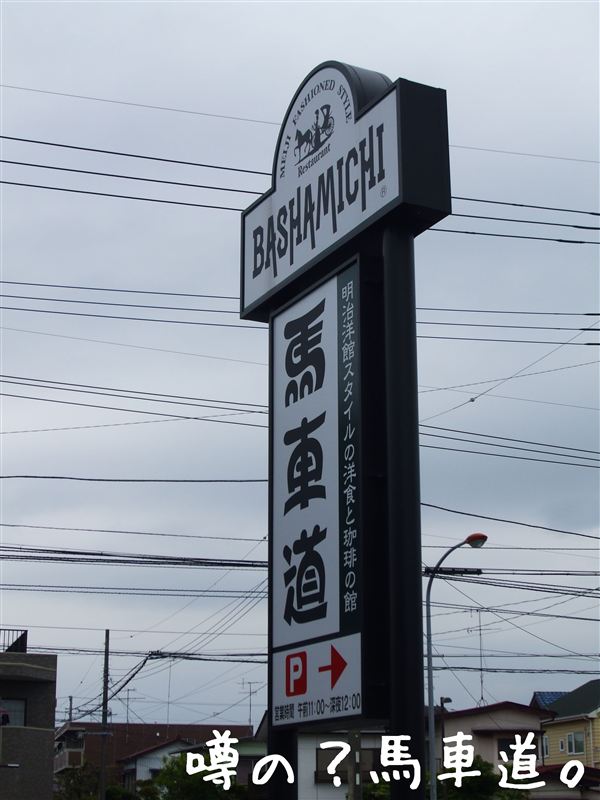 MEIJI FASHIONED STYLE
Restaurant
BASHAMICHI®
馬車道
明治洋館スタイルの洋食と珈琲の館
P
営業時間 午前11:00〜深夜12:00
噂の？馬車道。